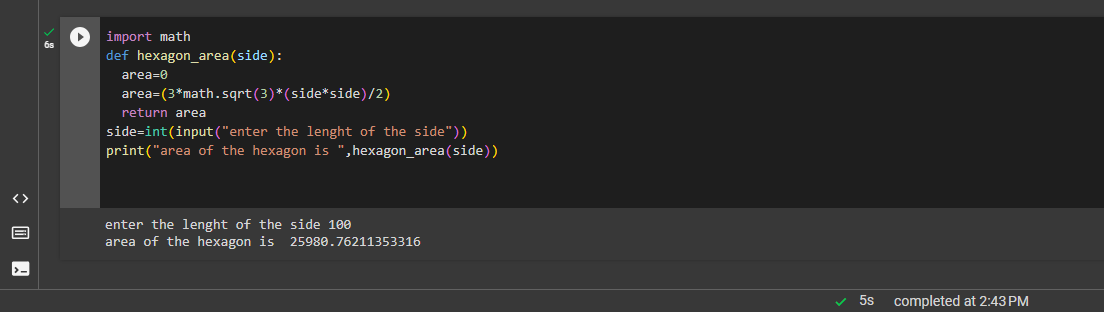 6s
import math
def hexagon_area(side):
  area=0
  area=(3*math.sqrt(3)*(side*side)/2)
  return area
side=int(input("enter the lenght of the side"))
print("area of the hexagon is ",hexagon_area(side))
enter the lenght of the side 100
area of the hexagon is  25980.76211353316
5s completed at 2:43 PM